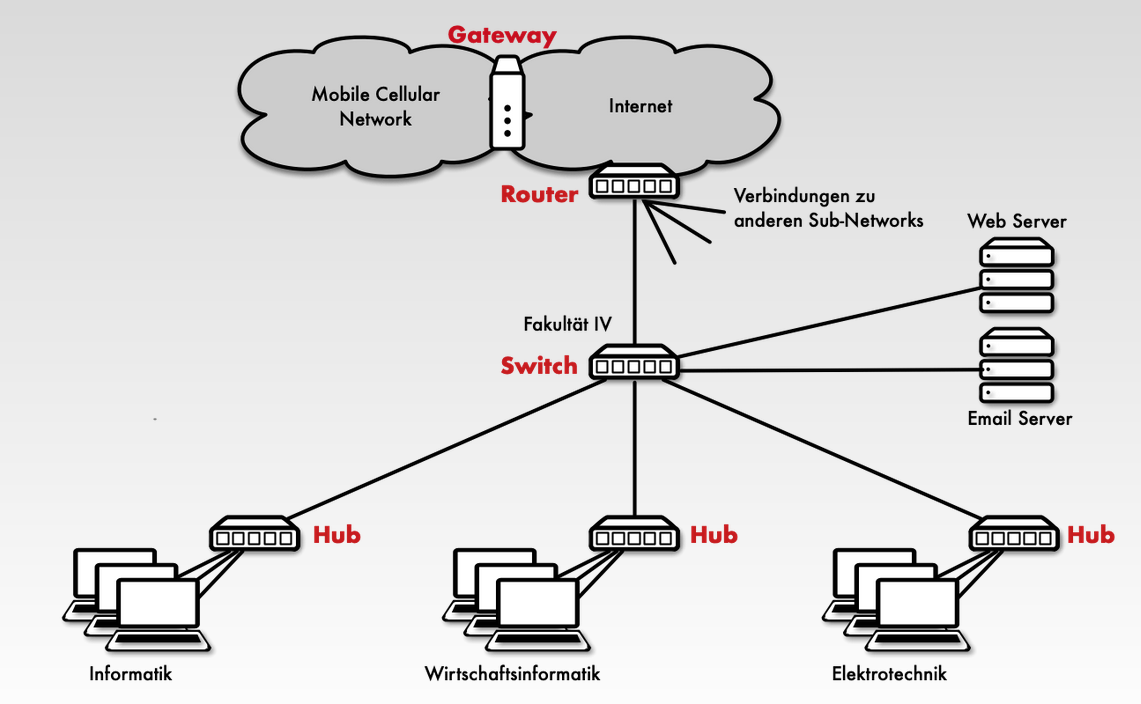 Gateway
Mobile Cellular
Network
Internet
Router
Verbindungen zu
anderen Sub-Networks
Web Server
Fakultät IV
Switch
Email Server
Hub
Hub
Hub
Informatik
Wirtschaftsinformatik
Elektrotechnik